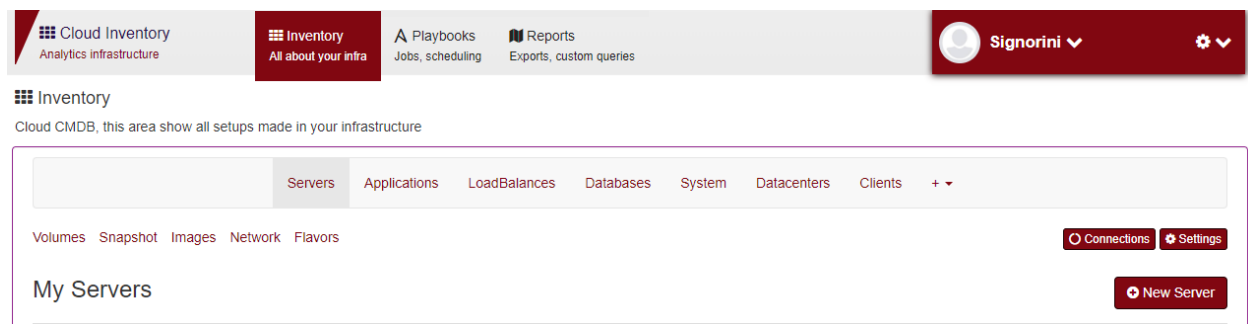 Cloud Inventory
Analytics infrastructure
Inventory
All about your infra
Playbooks
Jobs, scheduling
Reports
Exports, custom queries
Signorini
Inventory
Cloud CMDB, this area show all setups made in your infrastructure
Servers Applications LoadBalances Databases System Datacenters Clients +
Volumes Snapshot Images Network Flavors
Connections Settings
My Servers
New Server